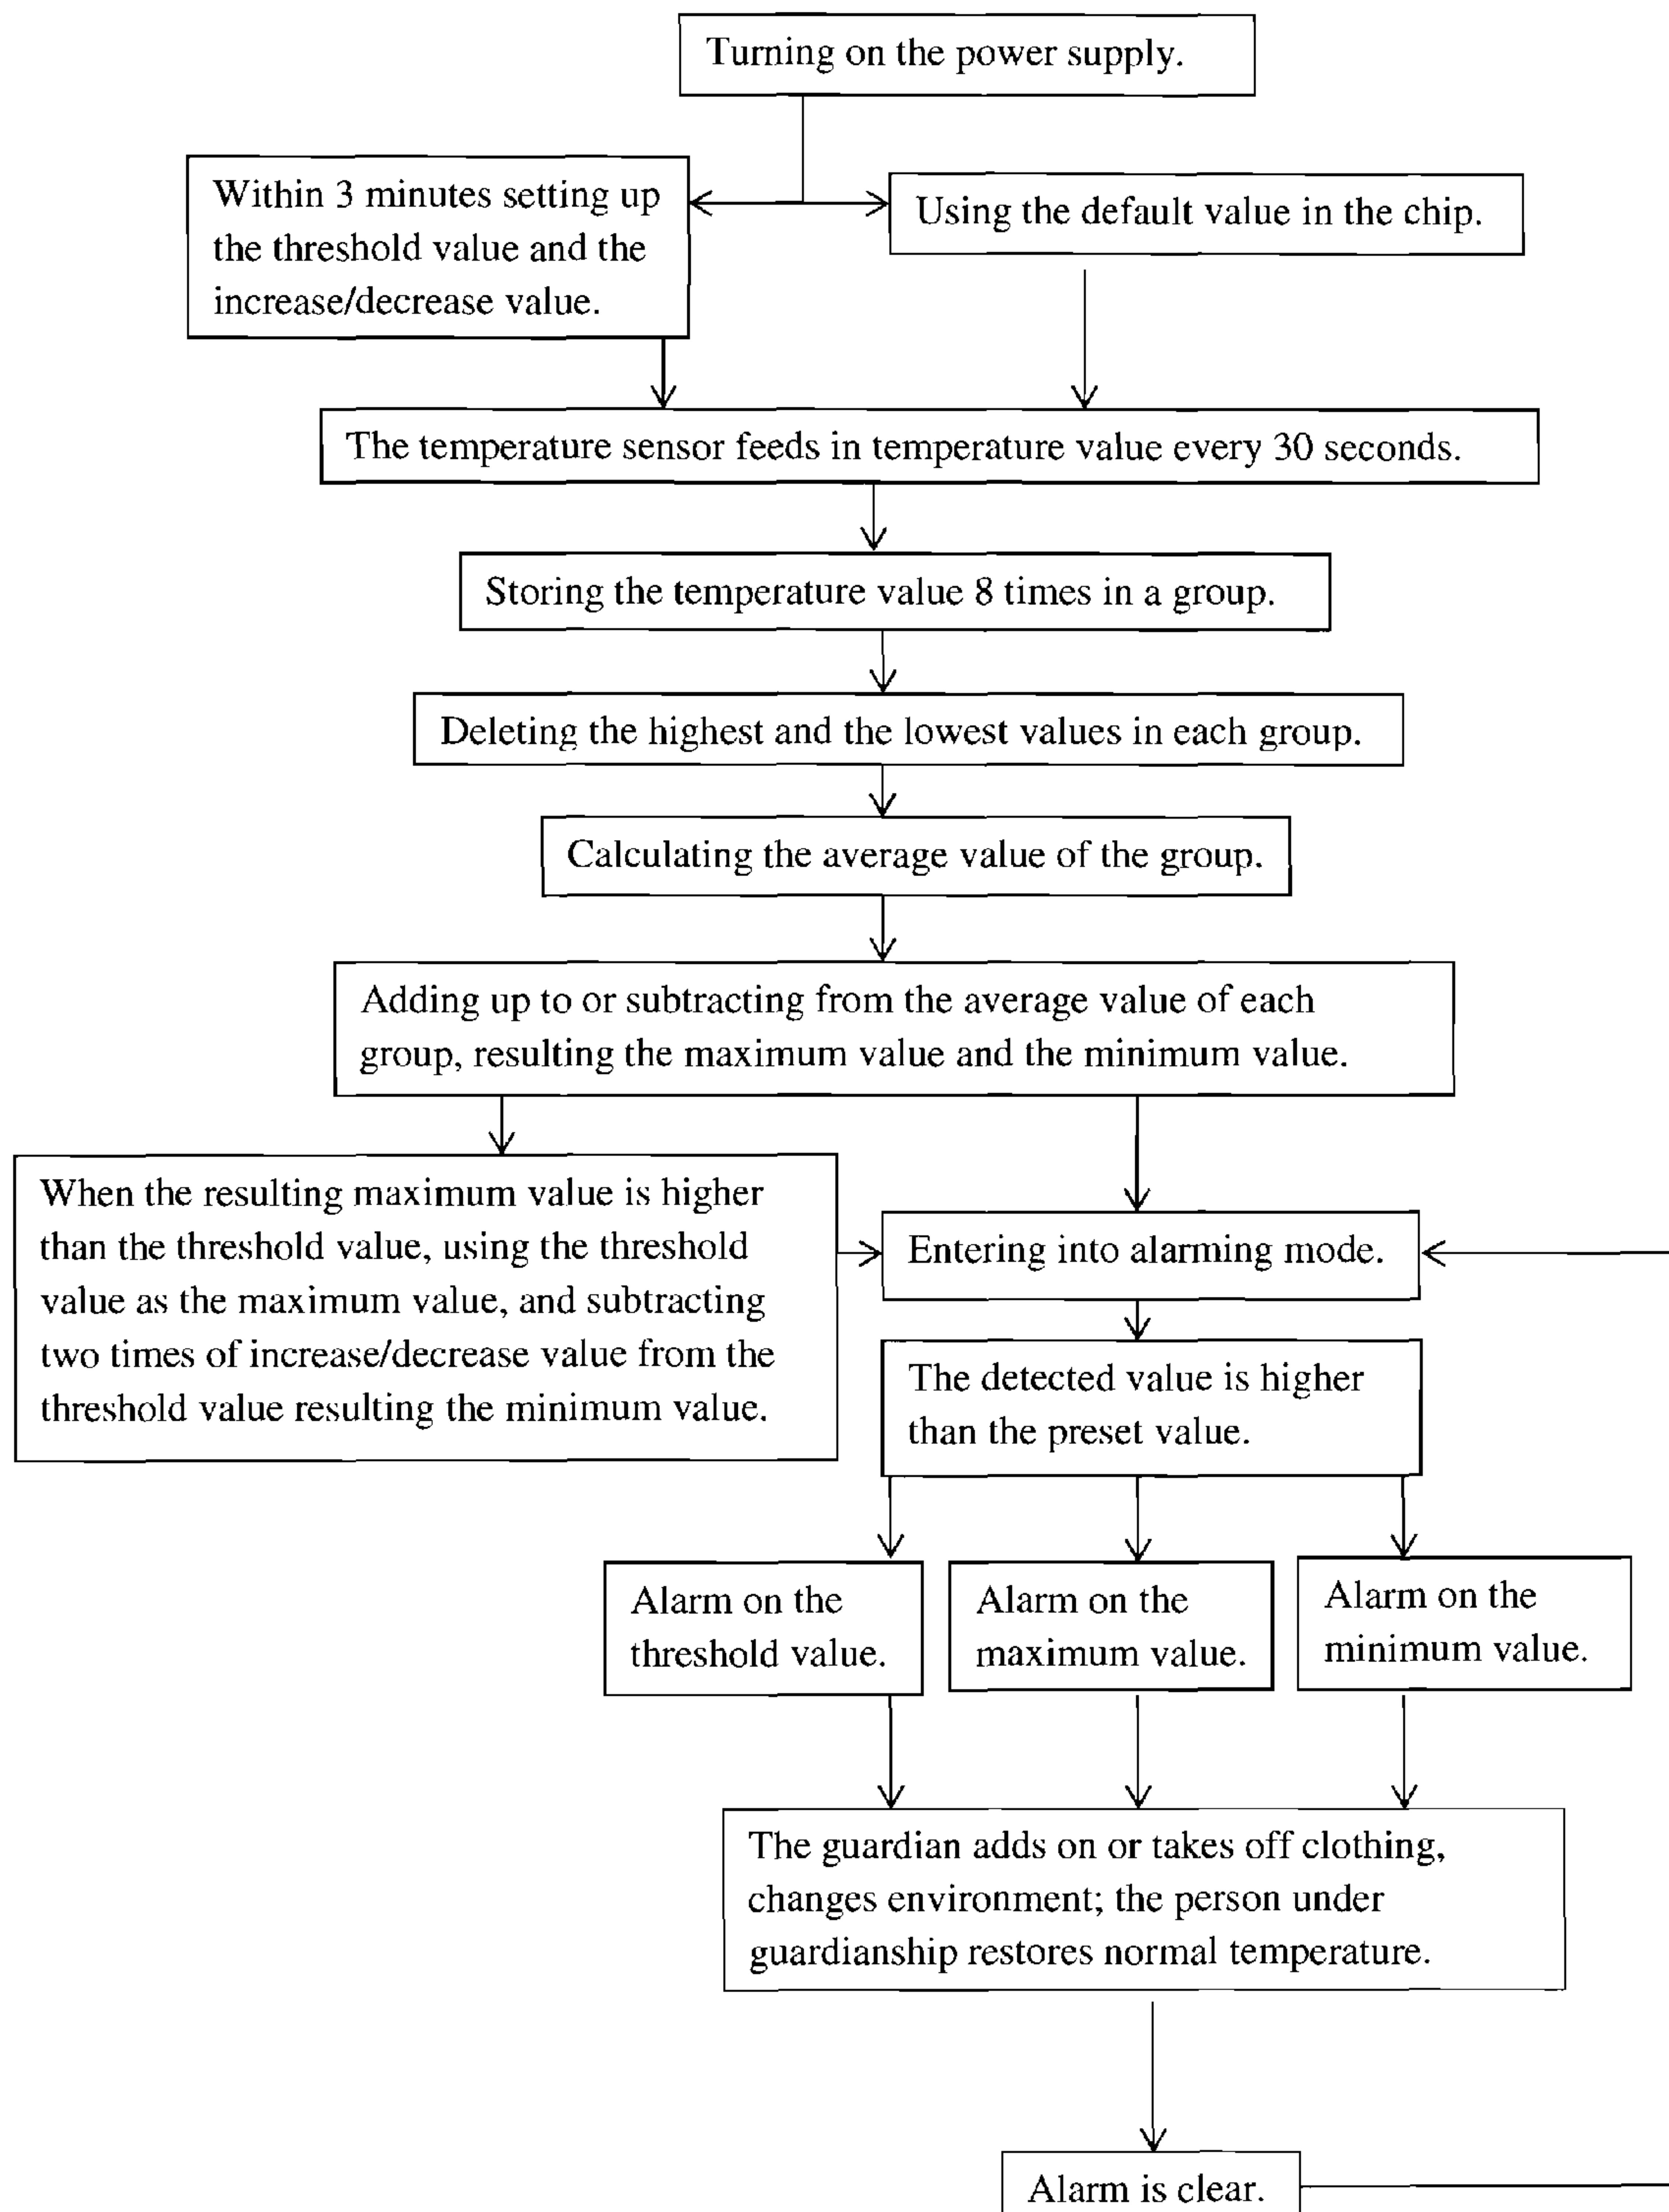 Turning on the power supply.
Within 3 minutes setting up
the threshold value and the
increase/decrease value.
Using the default value in the chip.
The temperature sensor feeds in temperature value every 30 seconds.
Storing the temperature value 8 times in a group.
Deleting the highest and the lowest values in each group.
Calculating the average value of the group.
Adding up to or subtracting from the average value of each
group, resulting the maximum value and the minimum value.
When the resulting maximum value is higher
than the threshold value, using the threshold
value as the maximum value, and subtracting
two times of increase/decrease value from the
threshold value resulting the minimum value.
Entering into alarming mode.
The detected value is higher
than the preset value.
Alarm on the
threshold value.
Alarm on the
maximum value.
Alarm on the
minimum value.
The guardian adds on or takes off clothing,
changes environment; the person under
guardianship restores normal temperature.
Alarm is clear.